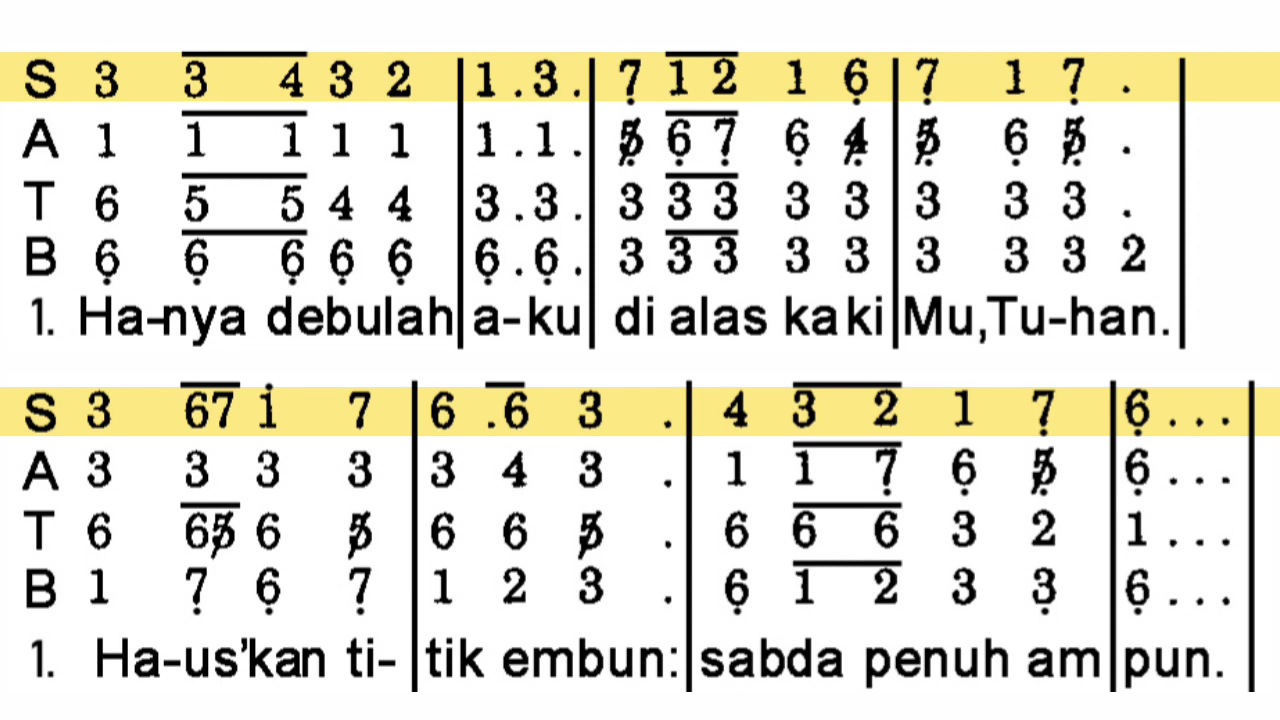 S 3 3 4 3 2 | 1 . 3 . | 7̣ 1 2 1 6̣ | 7̣ 1 7̣ . |
A 1 1 1 1 1 1 . 1 . 5̸̣ 6̣ 7̣ 6̣ 4̸̣ 5̸̣ 6̣ 5̸̣ .
T 6 5 5 4 4 3 . 3 . 3 3 3 3 3 3 3 3 .
B 6̣ 6̣ 6̣ 6̣ 6̣ 6̣ . 6̣ . 3 3 3 3 3 3 3 3 2
1. Ha-nya debulah a-ku di alas kaki Mu,Tu-han.
S 3 67 1̇ 7 | 6 .6 3 . | 4 3 2 1 7̣ | 6̣ . . . |
A 3 3 3 3 3 4 3 . 1 1 7̣ 6̣ 5̸̣ 6̣ . . .
T 6 65̸ 6 5̸ 6 6 5̸ . 6 6 6 3 2 1 . . .
B 1 7̣ 6̣ 7̣ 1 2 3 . 6̣ 1 2 3 3̣ 6̣ . . .
1. Ha-us'kan ti- tik embun: sabda penuh am pun.